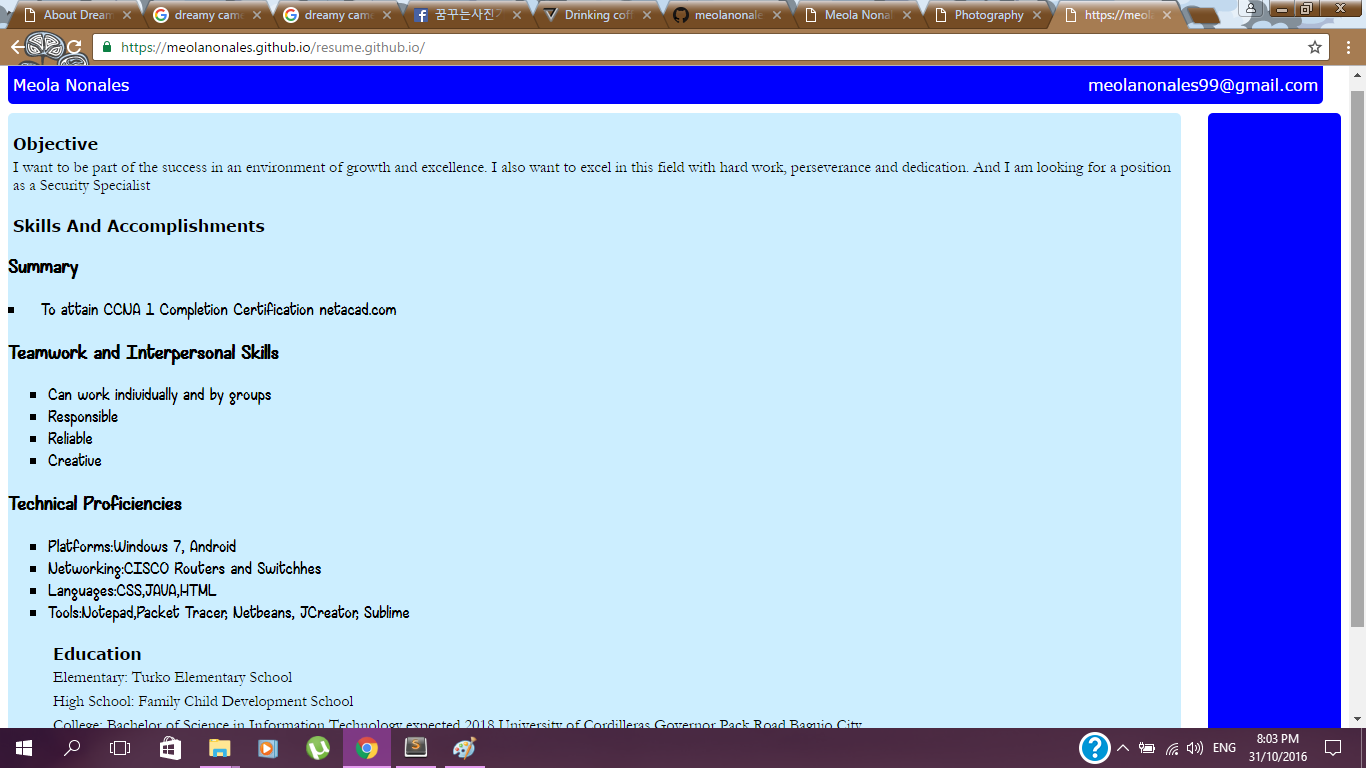 About Dream
dreamy came
dreamy came
꿈꾸는사진
Drinking coff
meolanonale
Meola Nonal
Photography
https://meola
https://meolanonales.github.io/resume.github.io/
Meola Nonales
meolanonales99@gmail.com
Objective
I want to be part of the success in an environment of growth and excellence. I also want to excel in this field with hard work, perseverance and dedication. And I am looking for a position
as a Security Specialist
Skills And Accomplishments
Summary
To attain CCNA 1 Completion Certification netacad.com
Teamwork and Interpersonal Skills
Can work individually and by groups
Responsible
Reliable
Creative
Technical Proficiencies
Platforms:Windows 7, Android
Networking:CISCO Routers and Switchhes
Languages:CSS,JAVA,HTML
Tools:Notepad,Packet Tracer, Netbeans, JCreator, Sublime
Education
Elementary: Turko Elementary School
High School: Family Child Development School
College: Bachelor of Science in Information Technology expected 2018 University of Cordilleras Governor Pack Road Baguio City
ENG
8:03 PM
31/10/2016